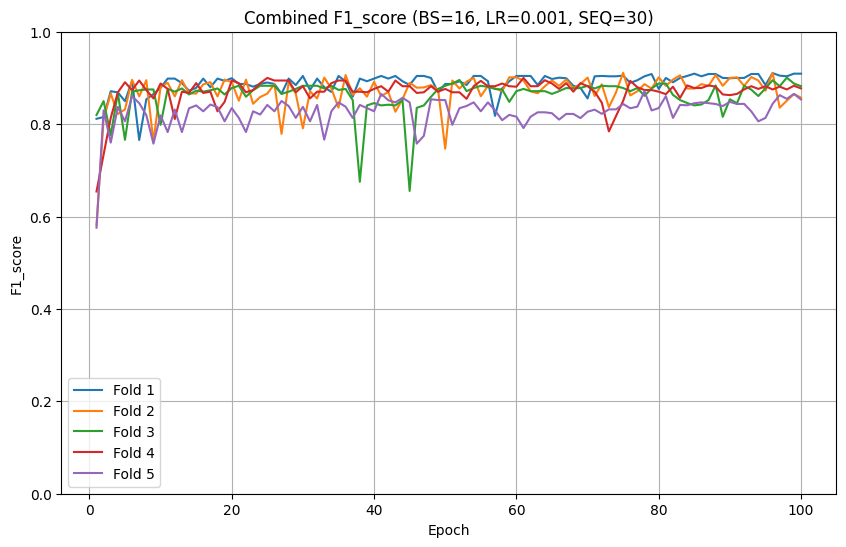 Combined F1_score (BS=16, LR=0.001, SEQ=30)
1.0
0.8
0.6
0.4
0.2
0.0
F1_score
Fold 1
Fold 2
Fold 3
Fold 4
Fold 5
0 20 40 60 80 100
Epoch